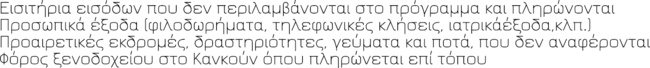 Εισιτήρια εισόδων που δεν περιλαμβάνονται στο πρόγραμμα και πληρώνονται
Προσωπικά έξοδα (φιλοδωρήματα, τηλεφωνικές κλήσεις, ιατρικάέξοδα,κλπ.)
Προαιρετικές εκδρομές, δραστηριότητες, γεύματα και ποτά, που δεν αναφέρονται
Φόρος ξενοδοχείου στο Κανκούν όπου πληρώνεται επί τόπου